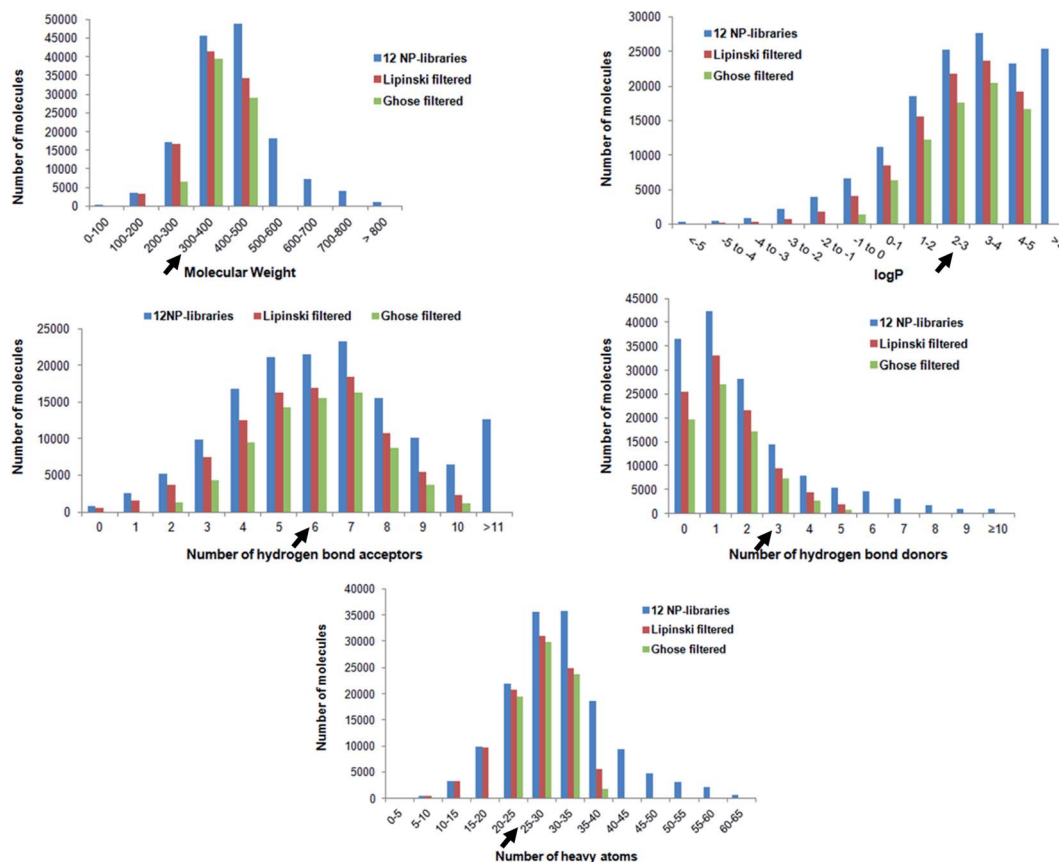 50000
45000
40000
35000
30000
25000
20000
15000
10000
5000
0
Number of molecules
12 NP-libraries
Lipinski filtered
Ghose filtered
0-100 100-200 200-300 300-400 400-500 500-600 600-700 700-800 > 800
Molecular Weight
30000
25000
20000
15000
10000
5000
0
Number of molecules
12 NP-libraries
Lipinski filtered
Ghose filtered
<-5 -5 to -4 -4 to -3 -3 to -2 -2 to -1 -1 to 0 0-1 1-2 2-3 3-4 4-5
logP
12NP-libraries Lipinski filtered Ghose filtered
25000
20000
15000
10000
5000
0
Number of molecules
0 1 2 3 4 5 6 7 8 9 10 >11
Number of hydrogen bond acceptors
45000
40000
35000
30000
25000
20000
15000
10000
5000
0
Number of molecules
12 NP-libraries
Lipinski filtered
Ghose filtered
0 1 2 3 4 5 6 7 8 9 ≥10
Number of hydrogen bond donors
40000
35000
30000
25000
20000
15000
10000
5000
0
Number of molecules
12 NP-libraries
Lipinski filtered
Ghose filtered
0-5 5-10 10-15 15-20 20-25 25-30 30-35 35-40 40-45 45-50 50-55 55-60 60-65
Number of heavy atoms